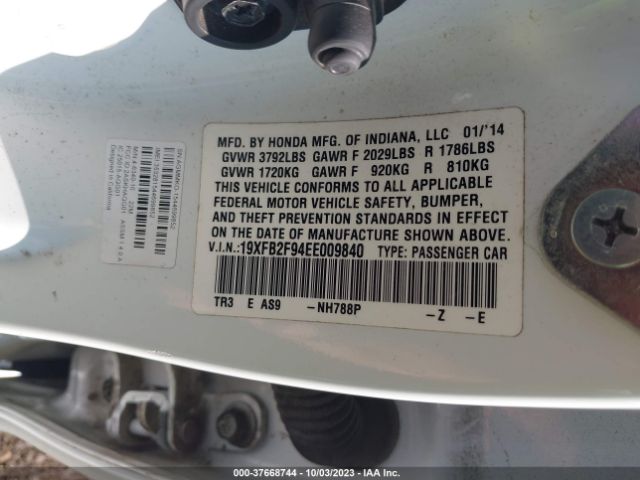 MFD. BY HONDA MFG. OF INDIANA, LLC 01/'14
GVWR 3792LBS GAWR F 2029LBS R 1786LBS
GVWR 1720KG GAWR F 920KG R 810KG
THIS VEHICLE CONFORMS TO ALL APPLICABLE
FEDERAL MOTOR VEHICLE SAFETY, BUMPER,
AND THEFT PREVENTION STANDARDS IN EFFECT
ON THE DATE OF MANUFACTURE SHOWN ABOVE.
V.I.N.:19XFB2F94EE009840 TYPE: PASSENGER CAR
TR3 E AS9 -NH788P -Z -E
Designed in California
000-37668744 - 10/03/2023 - IAA Inc.